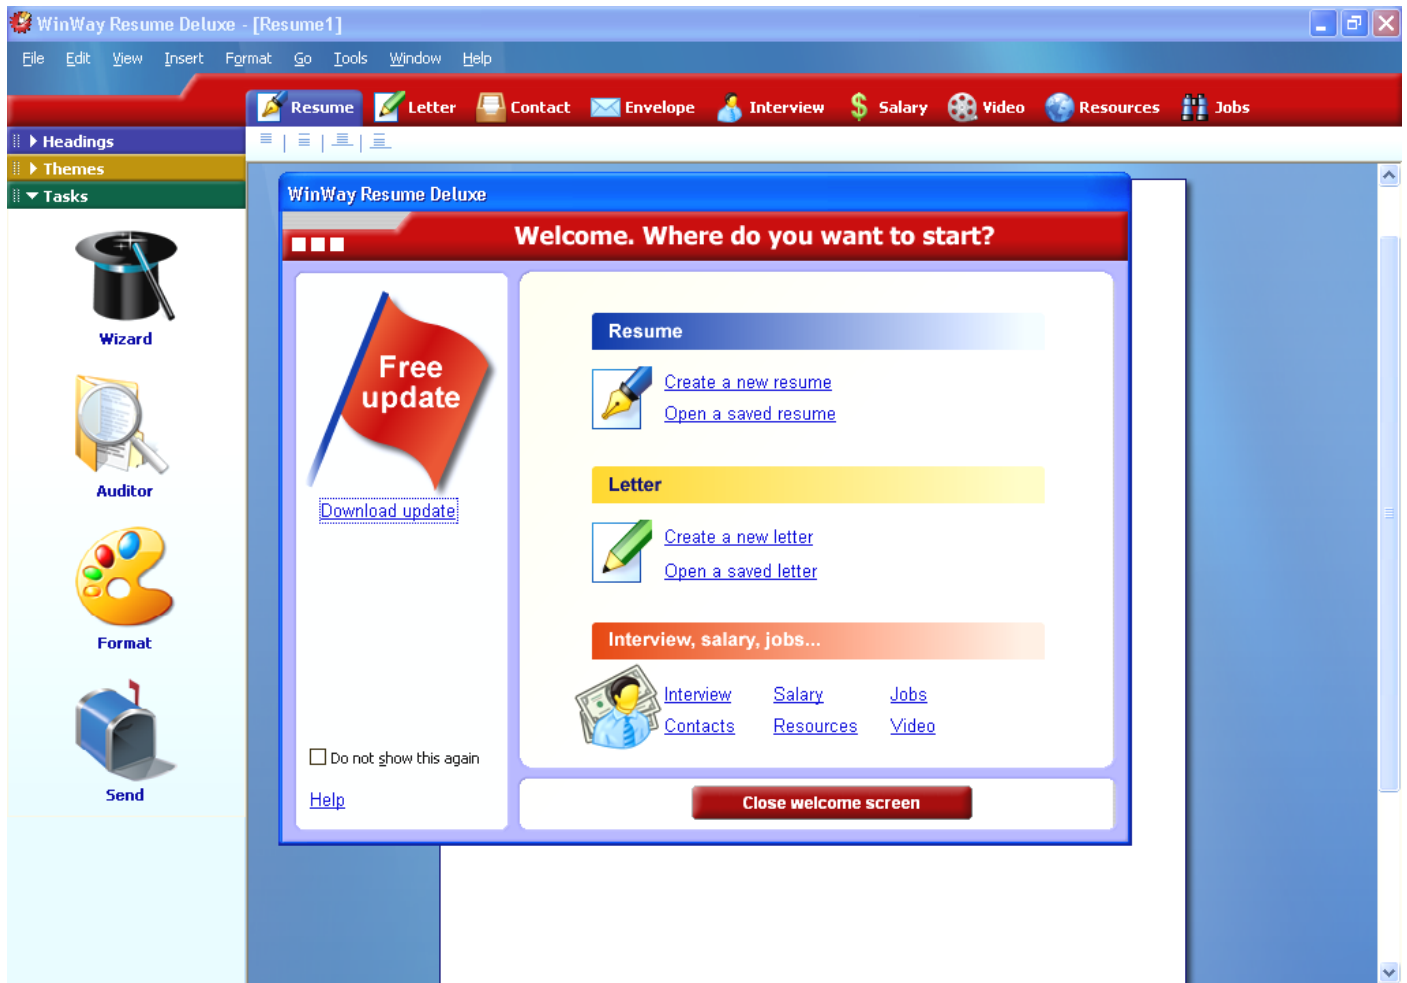 WinWay Resume Deluxe - [Resume1]
File Edit View Insert Format Go Tools Window Help
Resume Letter Contact Envelope Interview Salary Video Resources Jobs
Headings
Themes
Tasks
Wizard
Auditor
Format
Send
WinWay Resume Deluxe
Welcome. Where do you want to start?
Free
update
Download update
Do not show this again
Help
Resume
Create a new resume
Open a saved resume
Letter
Create a new letter
Open a saved letter
Interview, salary, jobs...
Interview Salary Jobs
Contacts Resources Video
Close welcome screen